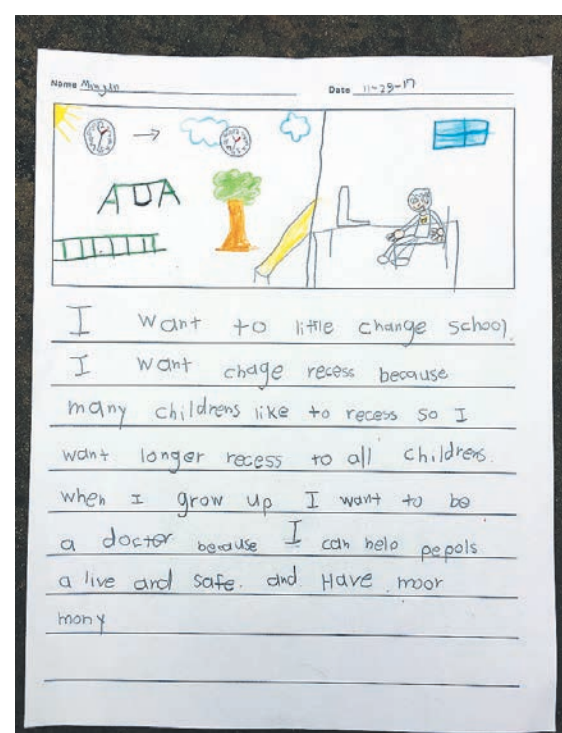 Name Mingun Date 11-29-17
I want to little change school.
I want chage recess because
many childrens like to recess so I
want longer recess to all childrens.
when I grow up I want to be
a doctor because I can help pepols
a live and safe. and Have moor
mony